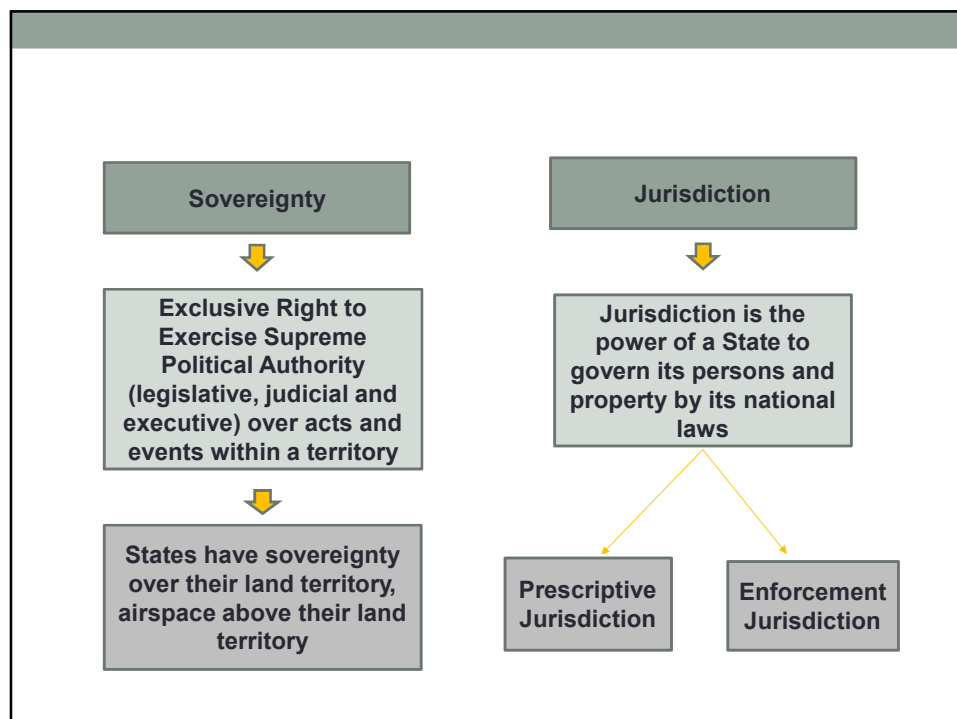 Sovereignty
Exclusive Right to
Exercise Supreme
Political Authority
(legislative, judicial and
executive) over acts and
events within a territory
States have sovereignty
over their land territory,
airspace above their land
territory
Jurisdiction
Jurisdiction is the
power of a State to
govern its persons and
property by its national
laws
Prescriptive
Jurisdiction
Enforcement
Jurisdiction